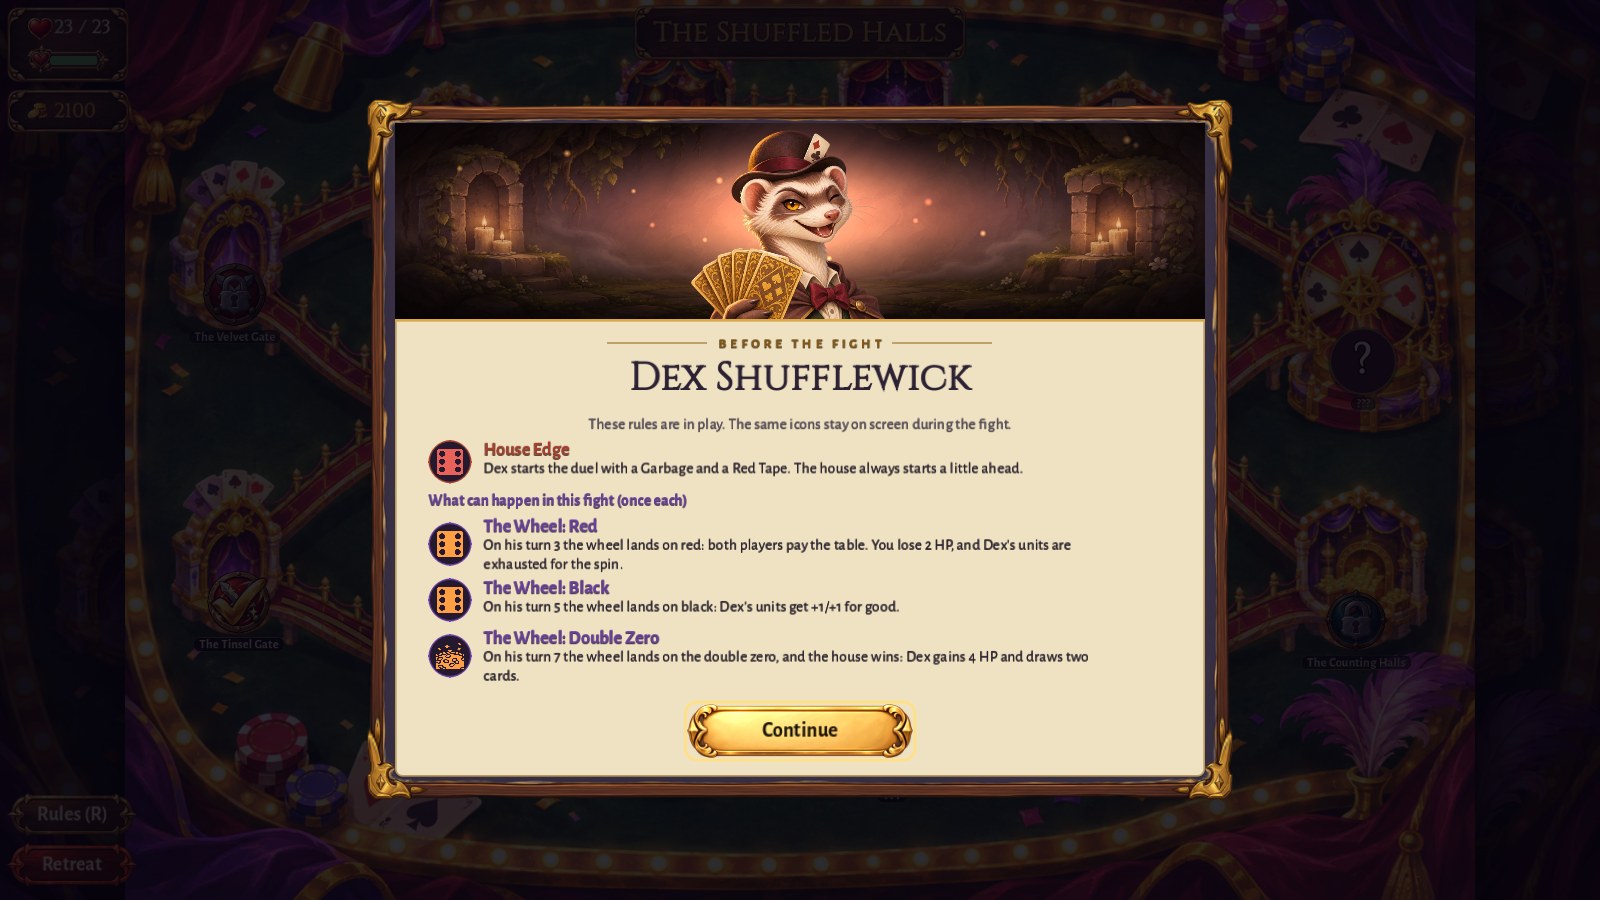 23 / 23
THE SHUFFLED HALLS
2100
BEFORE THE FIGHT
DEX SHUFFLEWICK
These rules are in play. The same icons stay on screen during the fight.
House Edge
Dex starts the duel with a Garbage and a Red Tape. The house always starts a little ahead.
What can happen in this fight (once each)
The Wheel: Red
On his turn 3 the wheel lands on red: both players pay the table. You lose 2 HP, and Dex's units are
exhausted for the spin.
The Wheel: Black
On his turn 5 the wheel lands on black: Dex's units get +1/+1 for good.
The Wheel: Double Zero
On his turn 7 the wheel lands on the double zero, and the house wins: Dex gains 4 HP and draws two
cards.
Continue
The Velvet Gate
The Tinsel Gate
?
???
The Counting Halls
Rules (R)
Retreat